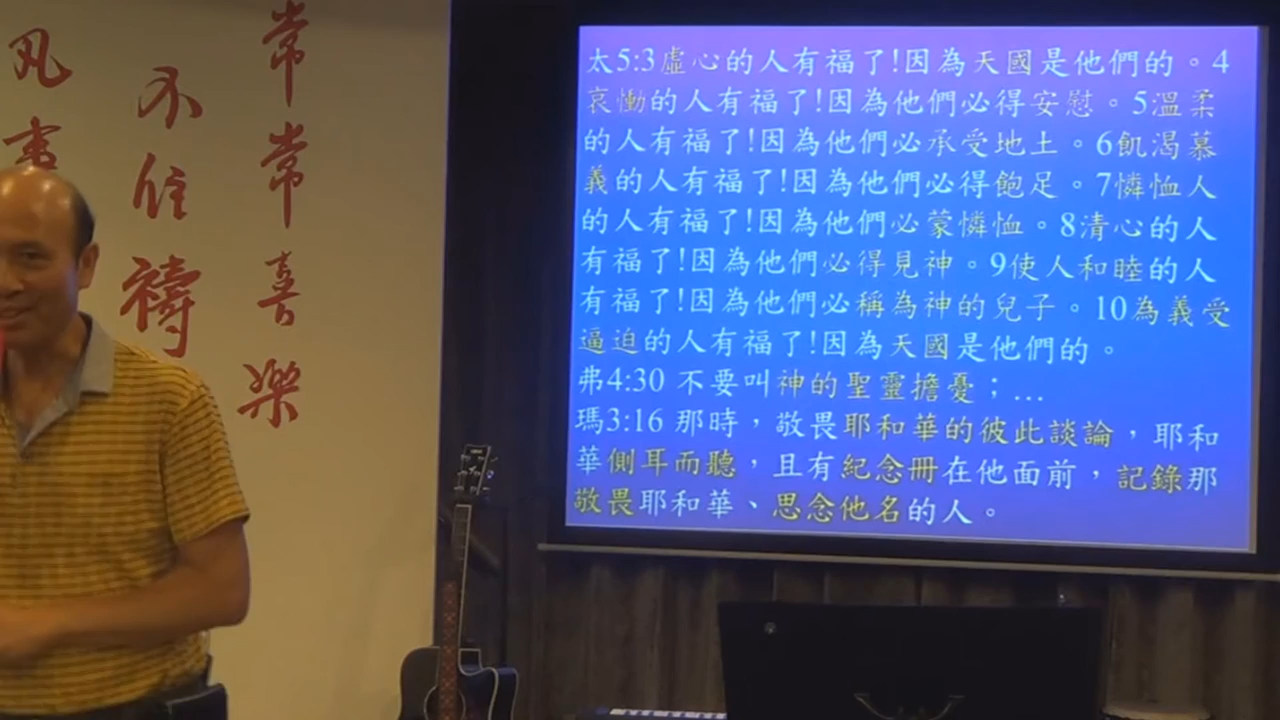 常常喜樂
不住禱
凡
太5:3虛心的人有福了!因為天國是他們的。4
哀慟的人有福了!因為他們必得安慰。5溫柔
的人有福了!因為他們必承受地土。6飢渴慕
義的人有福了!因為他們必得飽足。7憐恤人
的人有福了!因為他們必蒙憐恤。8清心的人
有福了!因為他們必得見神。9使人和睦的人
有福了!因為他們必稱為神的兒子。10為義受
逼迫的人有福了!因為天國是他們的。
弗4:30 不要叫神的聖靈擔憂；…
瑪3:16 那時，敬畏耶和華的彼此談論，耶和
華側耳而聽，且有紀念冊在他面前，記錄那
敬畏耶和華、思念他名的人。